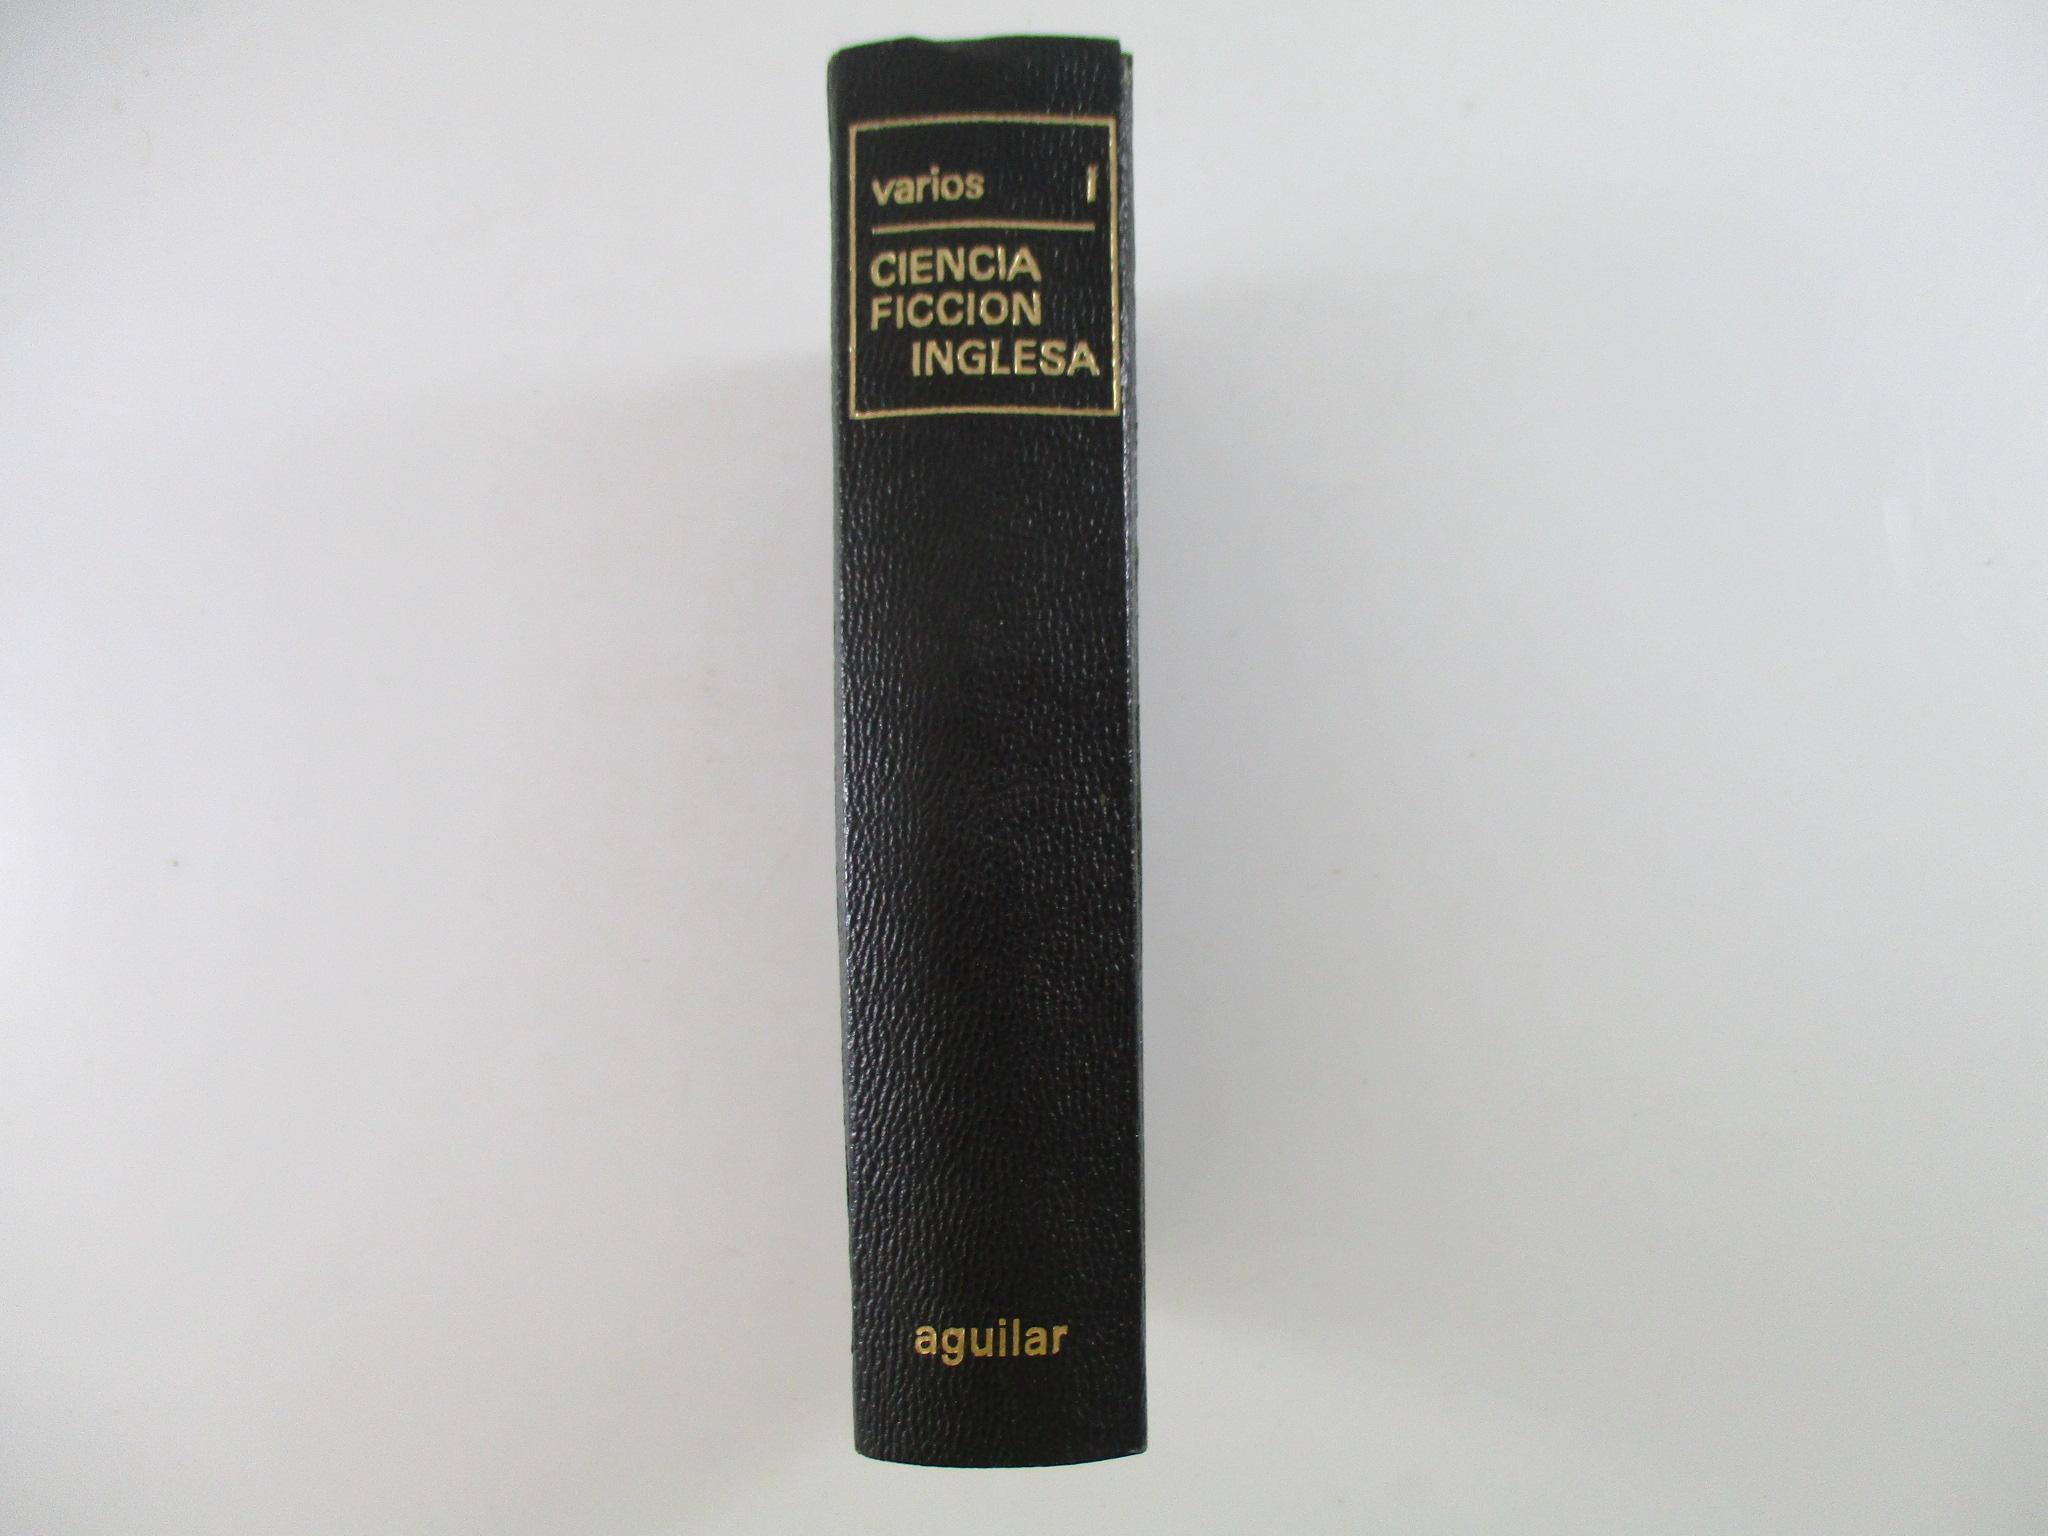 varios I
CIENCIA
FICCION
INGLESA
aguilar